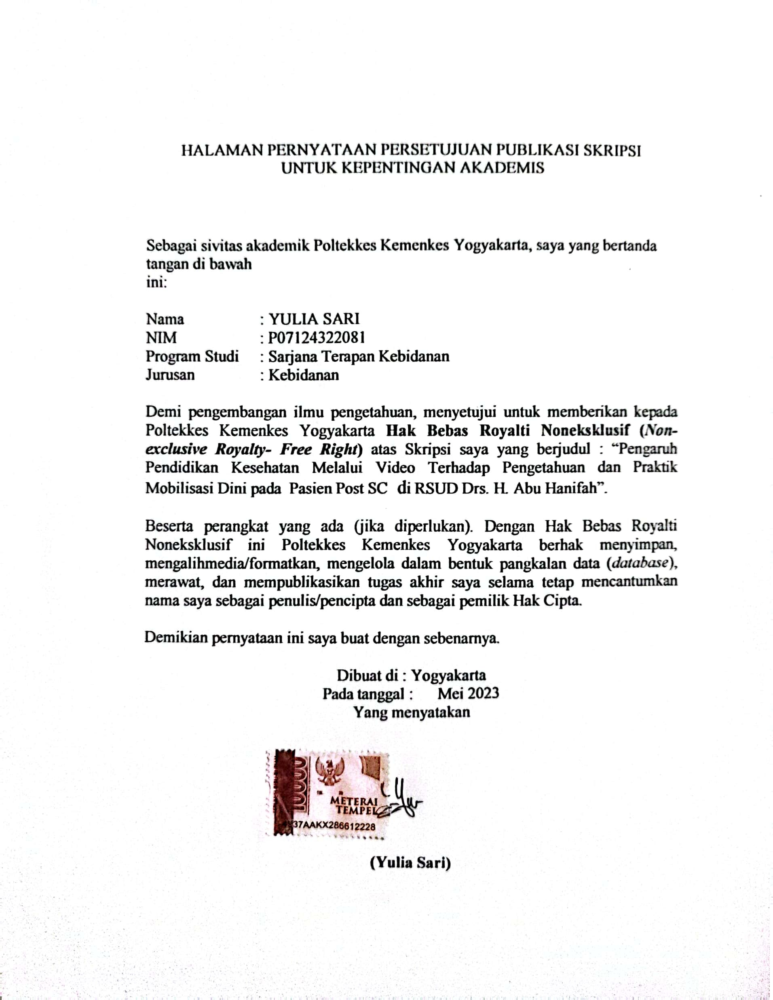 HALAMAN PERNYATAAN PERSETUJUAN PUBLIKASI SKRIPSI
UNTUK KEPENTINGAN AKADEMIS
Sebagai sivitas akademik Poltekkes Kemenkes Yogyakarta, saya yang bertanda
tangan di bawah
ini:
Nama : YULIA SARI
NIM : P07124322081
Program Studi : Sarjana Terapan Kebidanan
Jurusan : Kebidanan
Demi pengembangan ilmu pengetahuan, menyetujui untuk memberikan kepada
Poltekkes Kemenkes Yogyakarta Hak Bebas Royalti Noneksklusif (Non-
exclusive Royalty- Free Right) atas Skripsi saya yang berjudul : “Pengaruh
Pendidikan Kesehatan Melalui Video Terhadap Pengetahuan dan Praktik
Mobilisasi Dini pada Pasien Post SC di RSUD Drs. H. Abu Hanifah”.
Beserta perangkat yang ada (jika diperlukan). Dengan Hak Bebas Royalti
Noneksklusif ini Poltekkes Kemenkes Yogyakarta berhak menyimpan,
mengalihmedia/formatkan, mengelola dalam bentuk pangkalan data (database),
merawat, dan mempublikasikan tugas akhir saya selama tetap mencantumkan
nama saya sebagai penulis/pencipta dan sebagai pemilik Hak Cipta.
Demikian pernyataan ini saya buat dengan sebenarnya.
Dibuat di : Yogyakarta
Pada tanggal : Mei 2023
Yang menyatakan
10000
METERAI
TEMPEL
37AAKX286612228
(Yulia Sari)